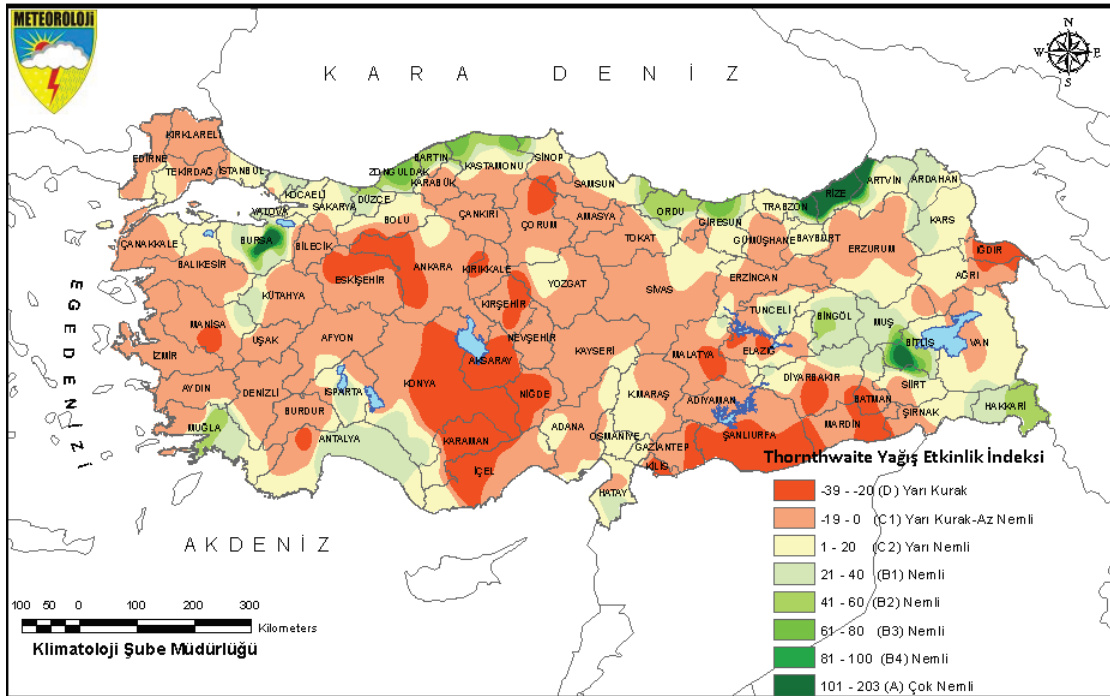 METEOROLOJİ
N
W E
S
KARA DENİZ
KIRKLARELİ
EDİRNE
TEKİRDAĞ
İSTANBUL
KOCAELİ
YALOVA
SAKARYA
DÜZCE
ZONGULDAK
BARTIN
KARABÜK
KASTAMONU
SİNOP
SAMSUN
ORDU
GİRESUN
TRABZON
RİZE
ARTVİN
ARDAHAN
BOLU
ÇANKIRI
ÇORUM
AMASYA
TOKAT
GÜMÜŞHANE
BAYBURT
ERZURUM
KARS
IĞDIR
AĞRI
ÇANAKKALE
BALIKESİR
BURSA
BİLECİK
ESKİŞEHİR
ANKARA
KIRIKKALE
YOZGAT
SİVAS
ERZİNCAN
TUNCELİ
BİNGÖL
MUŞ
BİTLİS
VAN
KÜTAHYA
KIRŞEHİR
EGE DENİZİ
MANİSA
UŞAK
AFYON
NEVŞEHİR
AKSARAY
KAYSERİ
MALATYA
ELAZIĞ
İZMİR
AYDIN
DENİZLİ
ISPARTA
KONYA
NİĞDE
K.MARAŞ
ADIYAMAN
DİYARBAKIR
BATMAN
SİİRT
ŞIRNAK
HAKKARİ
MUĞLA
BURDUR
ANTALYA
KARAMAN
İÇEL
ADANA
OSMANİYE
GAZİANTEP
KİLİS
HATAY
ŞANLIURFA
MARDİN
AKDENİZ
Thornthwaite Yağış Etkinlik İndeksi
-39 - -20 (D) Yarı Kurak
-19 - 0 (C1) Yarı Kurak-Az Nemli
1 - 20 (C2) Yarı Nemli
21 - 40 (B1) Nemli
41 - 60 (B2) Nemli
61 - 80 (B3) Nemli
81 - 100 (B4) Nemli
101 - 203 (A) Çok Nemli
100 50 0 100 200 300
Kilometers
Klimatoloji Şube Müdürlüğü